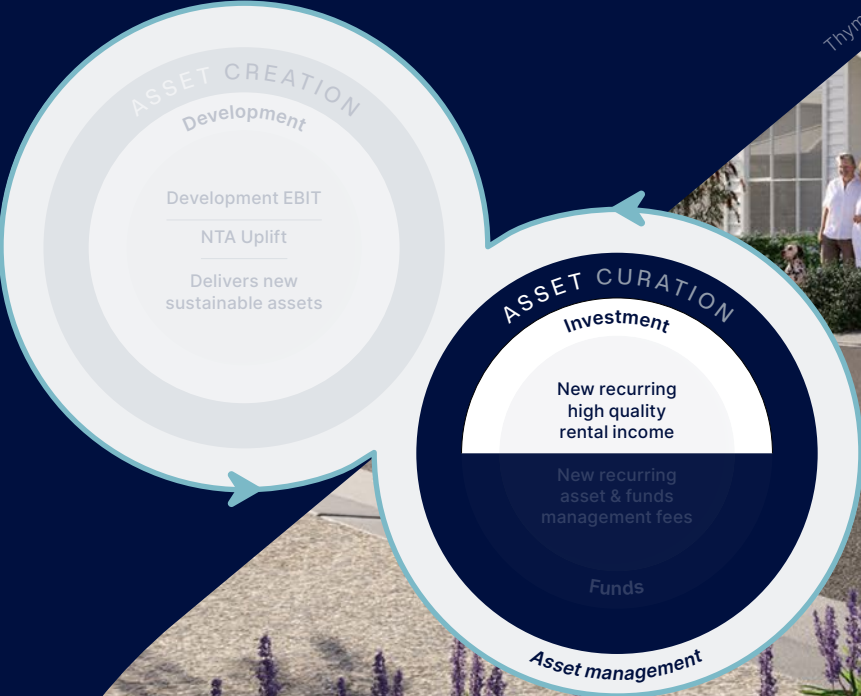 ASSET CREATION
Development
Development EBIT
NTA Uplift
Delivers new
sustainable assets
ASSET CURATION
Investment
New recurring
high quality
rental income
New recurring
asset & funds
management fees
Funds
Asset management